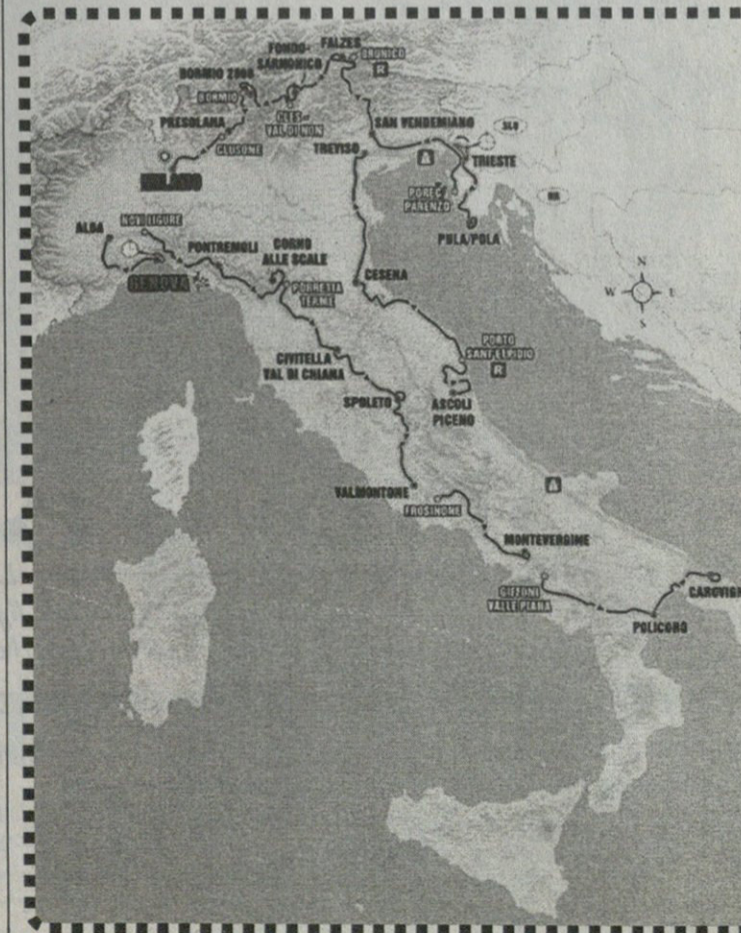 FONDO-
SARNONICO
FALZES
BRUNICO
R
BORMIO 2000
BORMIO
CLES-
VAL DI NON
PRESOLANA
CLUSONE
SAN VENDEMIANO
SLO
TREVISO
TRIESTE
MILANO
POREC/
PARENZO
HR
PULA/POLA
ALBA
NOVI LIGURE
PONTREMOLI
CORNO
ALLE SCALE
GENOVA
PORRETTA
TERME
CESENA
N
W
E
S
CIVITELLA
VAL DI CHIANA
PORTO
SANT'ELPIDIO
R
SPOLETO
ASCOLI
PICENO
VALMONTONE
FROSINONE
MONTEVERGINE
GIFFONI
VALLE PIANA
CAROVIGN
POLICORO